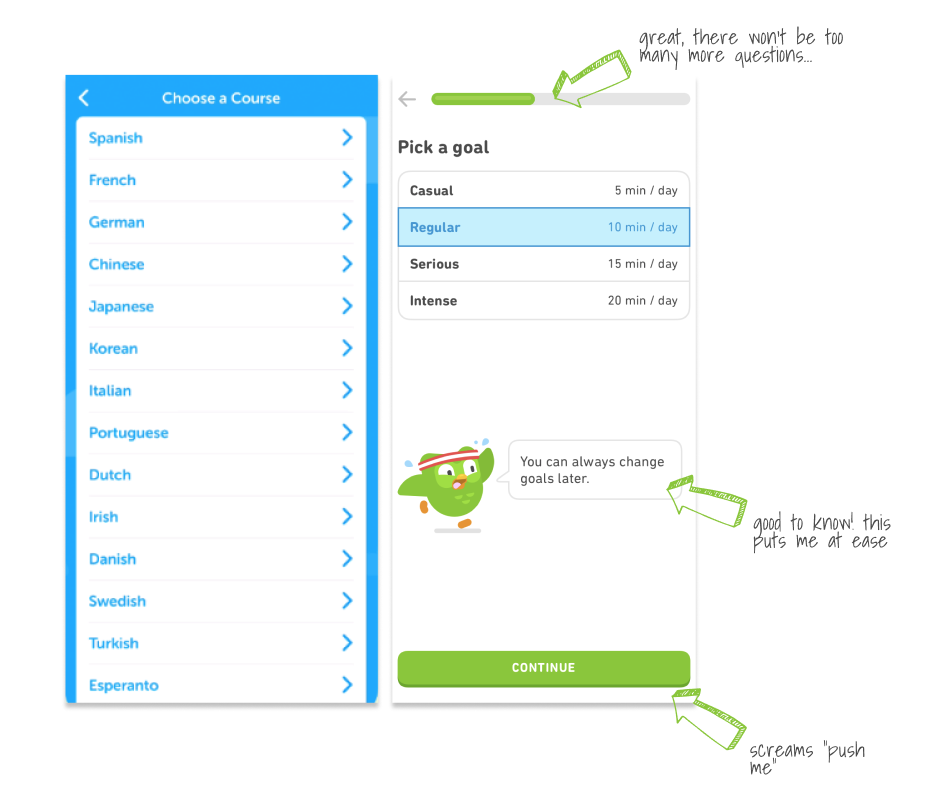 great, there won't be too
many more questions...
Choose a Course
Spanish
French
German
Chinese
Japanese
Korean
Italian
Portuguese
Dutch
Irish
Danish
Swedish
Turkish
Esperanto
Pick a goal
Casual 5 min / day
Regular 10 min / day
Serious 15 min / day
Intense 20 min / day
You can always change
goals later.
good to know! this
puts me at ease
CONTINUE
screams "push
me"